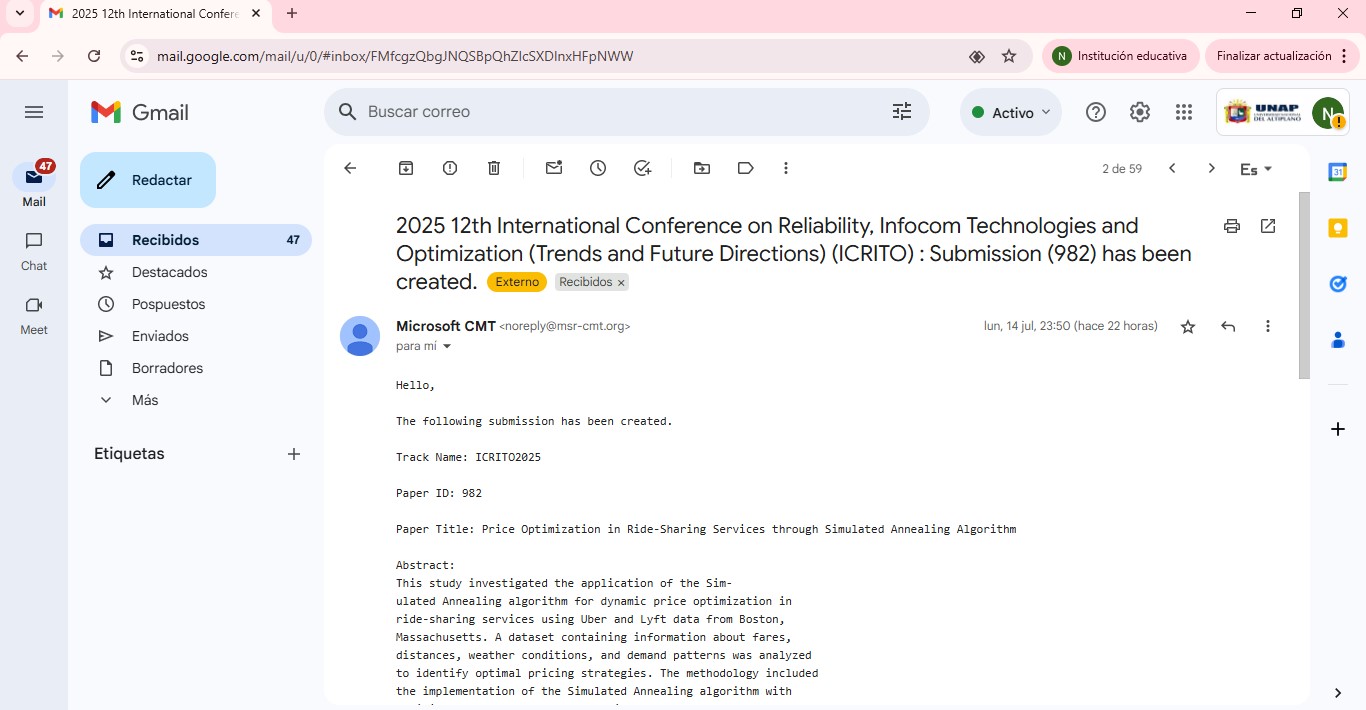 2025 12th International Confere
mail.google.com/mail/u/0/#inbox/FMfcgzQbgJNQSBpQhZIcSXDInxHFpNWW
N Institución educativa
Finalizar actualización
Gmail
Buscar correo
Activo
UNAP
UNIVERSIDAD NACIONAL
DEL ALTIPLANO
N
47
Mail
Chat
Meet
Redactar
Recibidos 47
Destacados
Pospuestos
Enviados
Borradores
Más
Etiquetas
2 de 59
Es
2025 12th International Conference on Reliability, Infocom Technologies and
Optimization (Trends and Future Directions) (ICRITO) : Submission (982) has been
created. Externo Recibidos x
Microsoft CMT <noreply@msr-cmt.org>
lun, 14 jul, 23:50 (hace 22 horas)
para mí
Hello,
The following submission has been created.
Track Name: ICRITO2025
Paper ID: 982
Paper Title: Price Optimization in Ride-Sharing Services through Simulated Annealing Algorithm
Abstract:
This study investigated the application of the Sim-
ulated Annealing algorithm for dynamic price optimization in
ride-sharing services using Uber and Lyft data from Boston,
Massachusetts. A dataset containing information about fares,
distances, weather conditions, and demand patterns was analyzed
to identify optimal pricing strategies. The methodology included
the implementation of the Simulated Annealing algorithm with
31